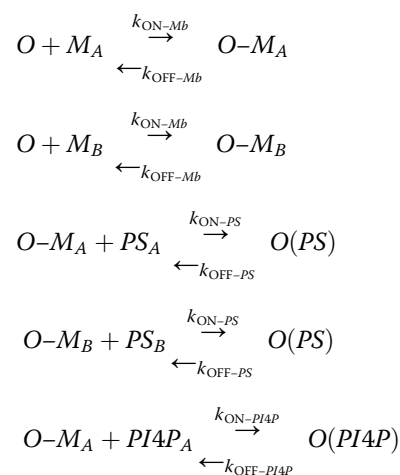 k_ON–Mb
O + M_A → O–M_A
←k_OFF–Mb
k_ON–Mb
O + M_B → O–M_B
←k_OFF–Mb
k_ON–PS
O–M_A + PS_A → O(PS)
←k_OFF–PS
k_ON–PS
O–M_B + PS_B → O(PS)
←k_OFF–PS
k_ON–PI4P
O–M_A + PI4P_A → O(PI4P)
←k_OFF–PI4P